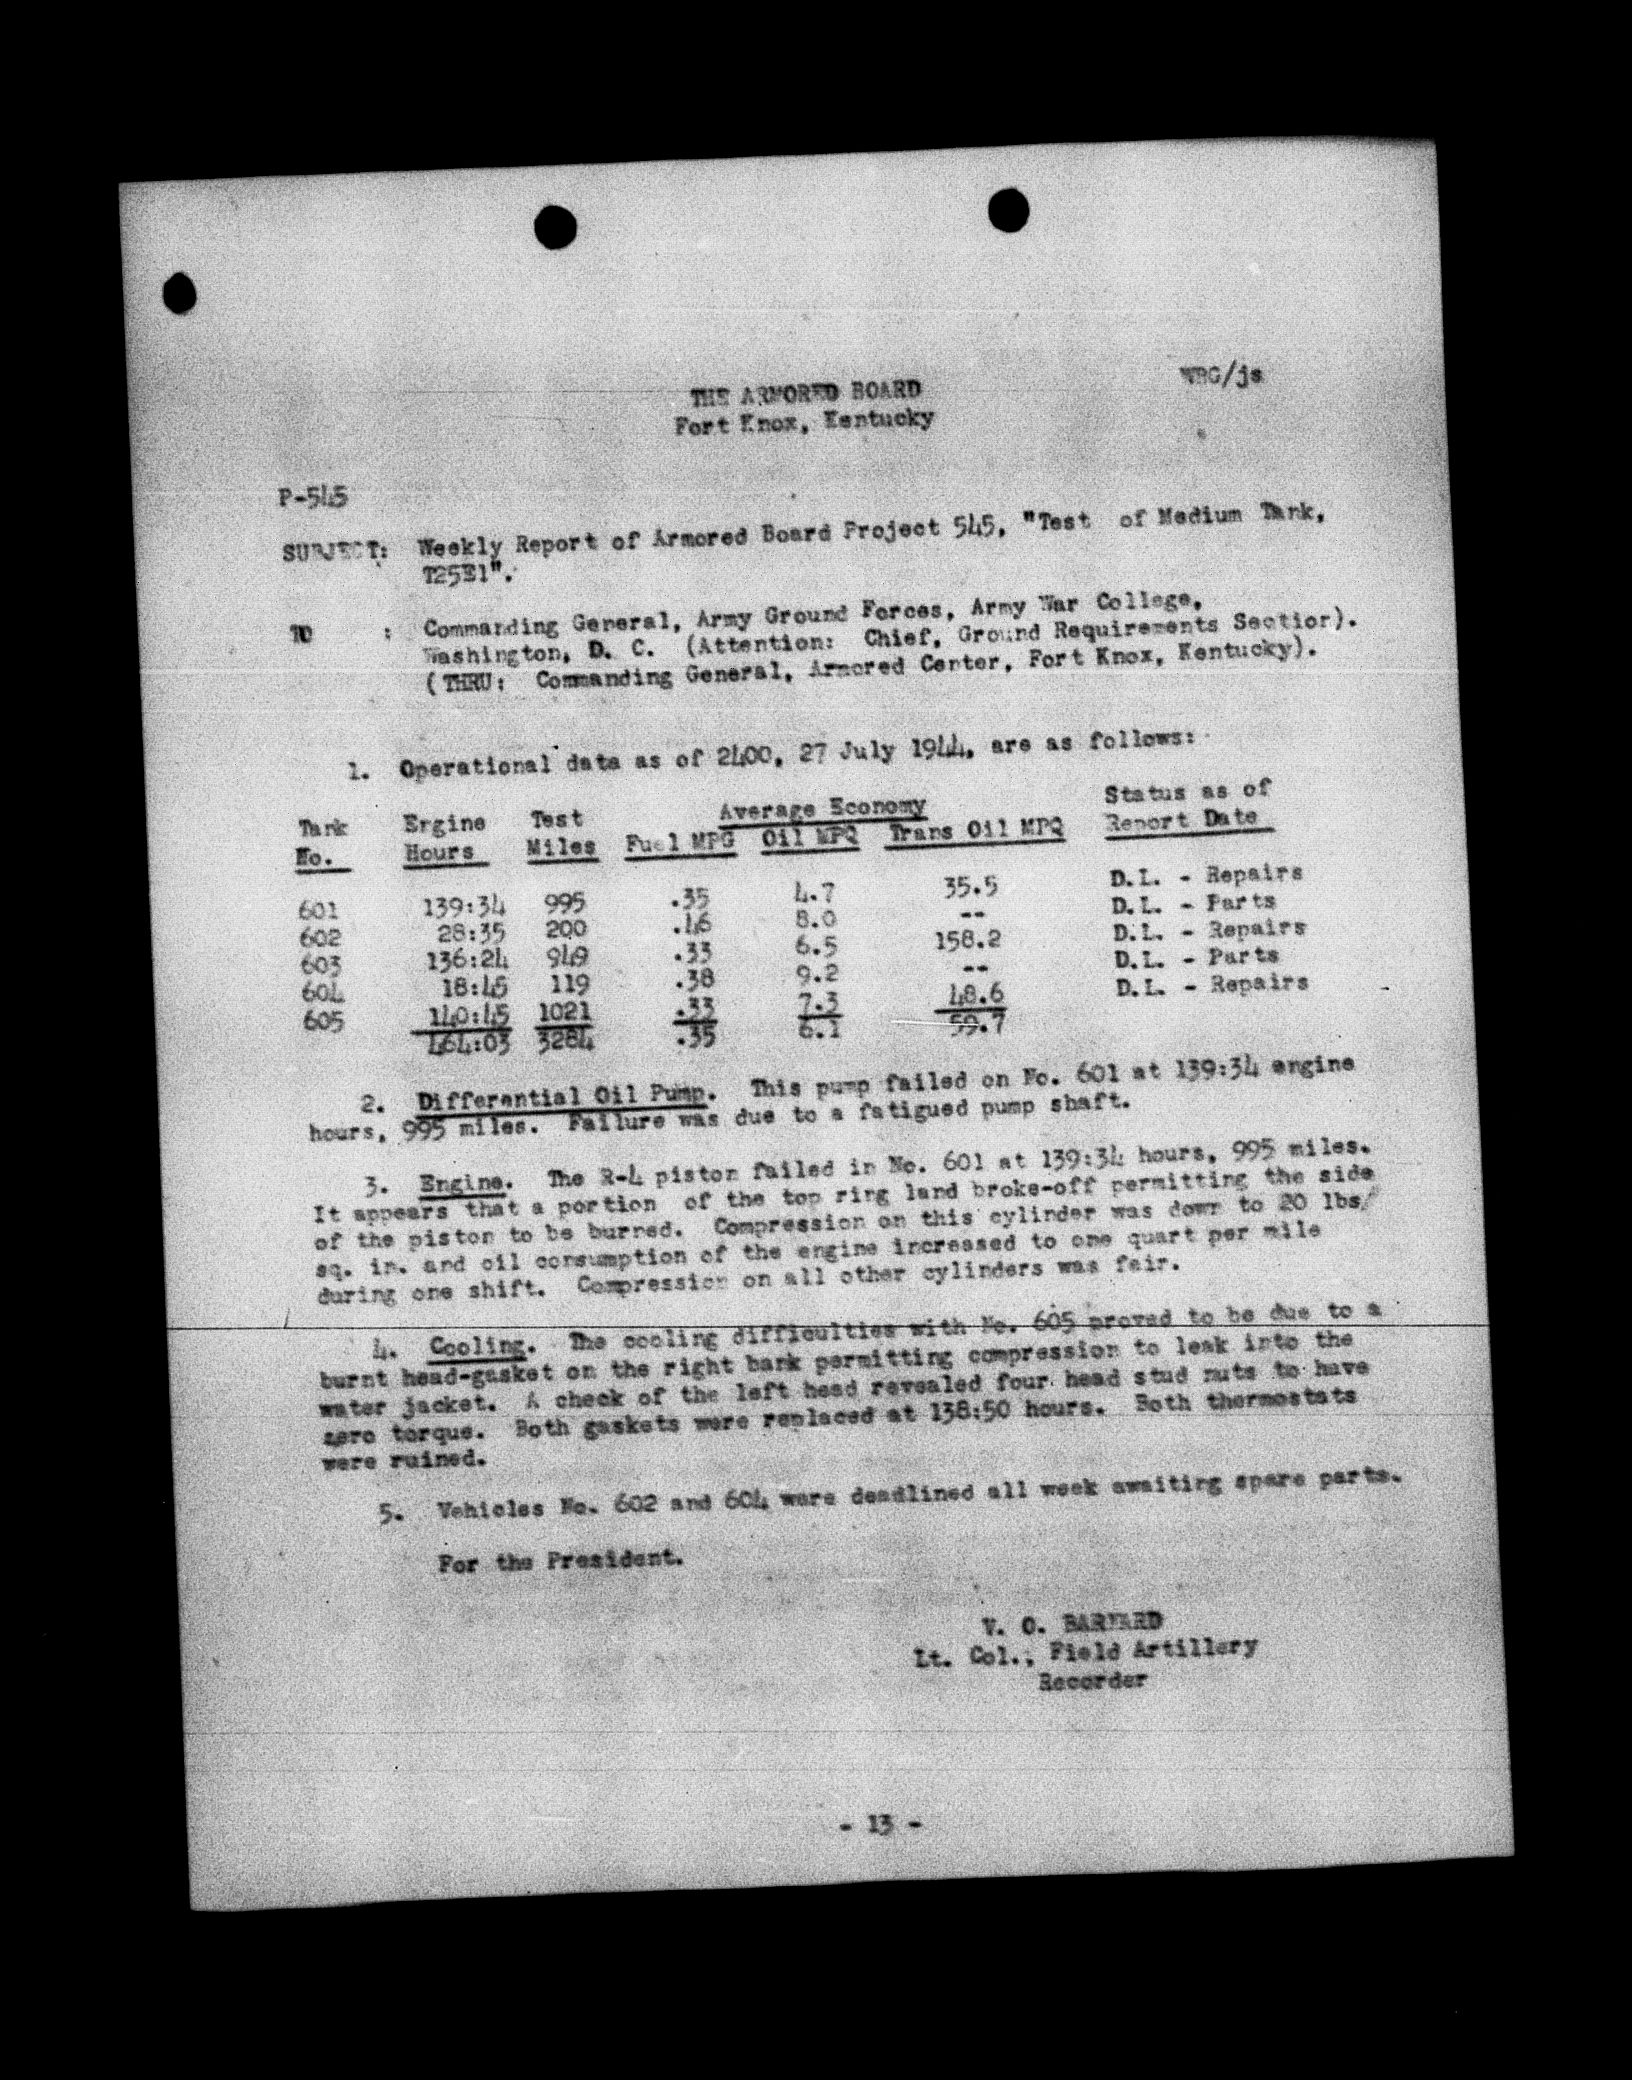 WRG/js
THE ARMORED BOARD
Fort Knox, Kentucky
P-545
SUBJECT: Weekly Report of Armored Board Project 545, "Test of Medium Tank,
T25E1".
TO : Commanding General, Army Ground Forces, Army War College,
Washington, D. C. (Attention: Chief, Ground Requirements Section).
(THRU: Commanding General, Armored Center, Fort Knox, Kentucky).
1. Operational data as of 2400, 27 July 1944, are as follows:
Tank Engine Test Average Economy Status as of
No. Hours Miles Fuel MPG Oil MPQ Trans Oil MPQ Report Date
601 139:34 995 .35 4.7 35.5 D.L. - Repairs
602 28:35 200 .46 8.0 -- D.L. - Parts
603 136:24 949 .33 6.5 158.2 D.L. - Repairs
604 18:45 119 .38 9.2 -- D.L. - Parts
605 140:45 1021 .33 7.3 48.6 D.L. - Repairs
464:03 3284 .35 6.1 59.7
2. Differential Oil Pump. This pump failed on No. 601 at 139:34 engine
hours, 995 miles. Failure was due to a fatigued pump shaft.
3. Engine. The R-4 piston failed in No. 601 at 139:34 hours, 995 miles.
It appears that a portion of the top ring land broke-off permitting the side
of the piston to be burned. Compression on this cylinder was down to 20 lbs/
sq. in. and oil consumption of the engine increased to one quart per mile
during one shift. Compression on all other cylinders was fair.
4. Cooling. The cooling difficulties with No. 605 proved to be due to a
burnt head-gasket on the right bank permitting compression to leak into the
water jacket. A check of the left head revealed four head stud nuts to have
zero torque. Both gaskets were replaced at 138:50 hours. Both thermostats
were ruined.
5. Vehicles No. 602 and 604 were deadlined all week awaiting spare parts.
For the President.
V. O. BARNARD
Lt. Col., Field Artillery
Recorder
- 13 -